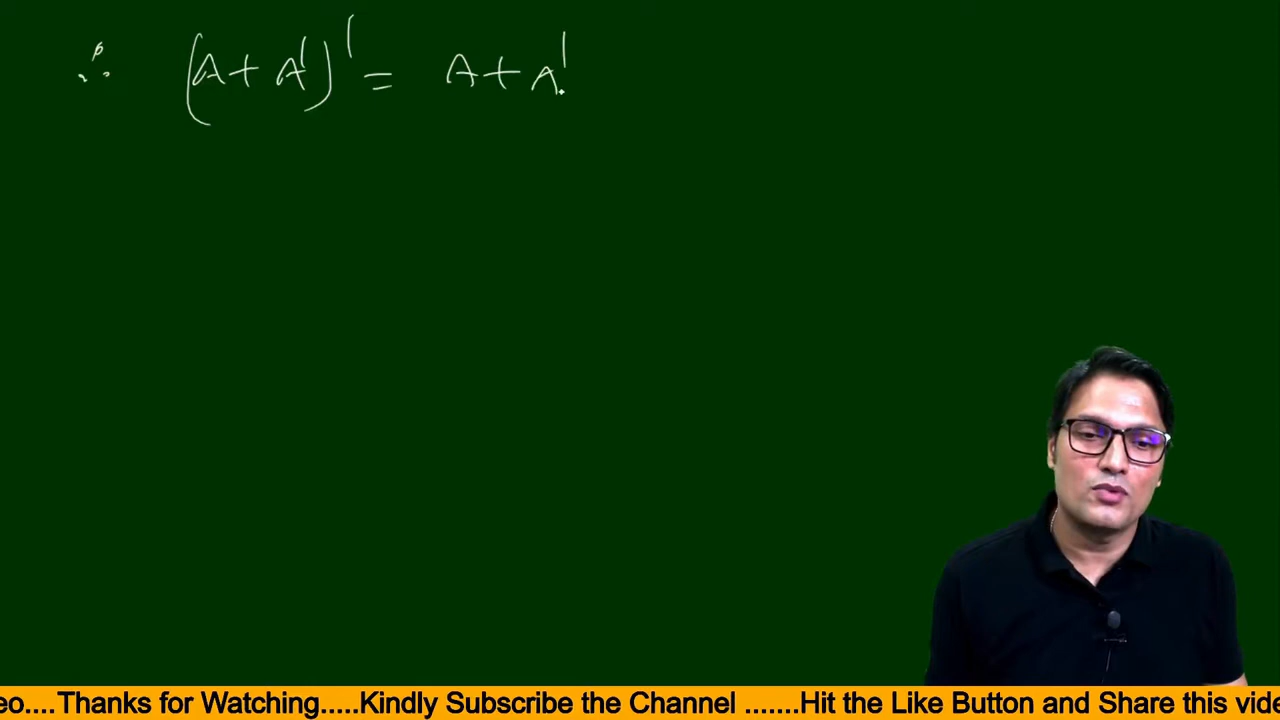 ∴ (A+A')' = A+A'
eo....Thanks for Watching.....Kindly Subscribe the Channel .......Hit the Like Button and Share this vide